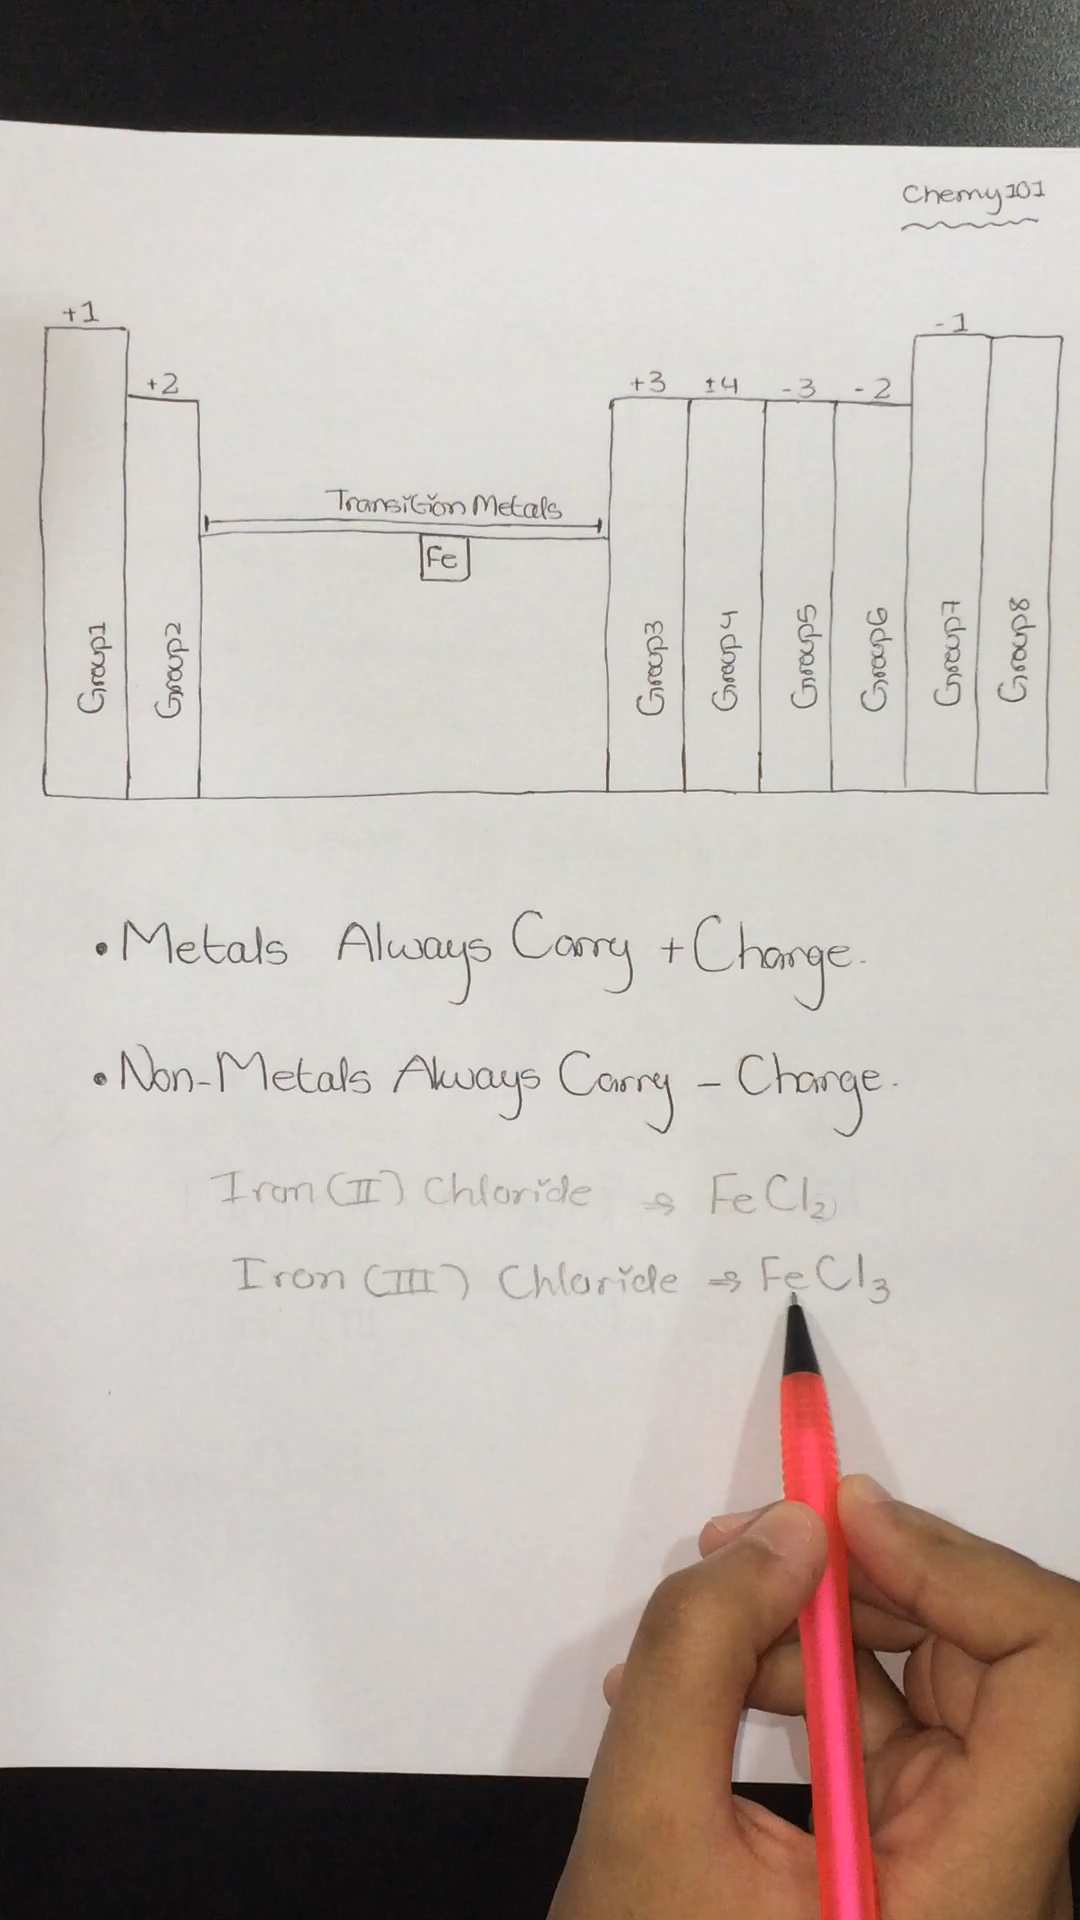 Chemy101
+1
-1
+2
+3 ±4 -3 -2
Transition Metals
Fe
Group1
Group2
Group3
Group4
Group5
Group6
Group7
Group8
• Metals Always Carry + Charge.
• Non-Metals Always Carry - Charge.
Iron (II) Chloride ⇒ FeCl₂
Iron (III) Chloride ⇒ FeCl₃